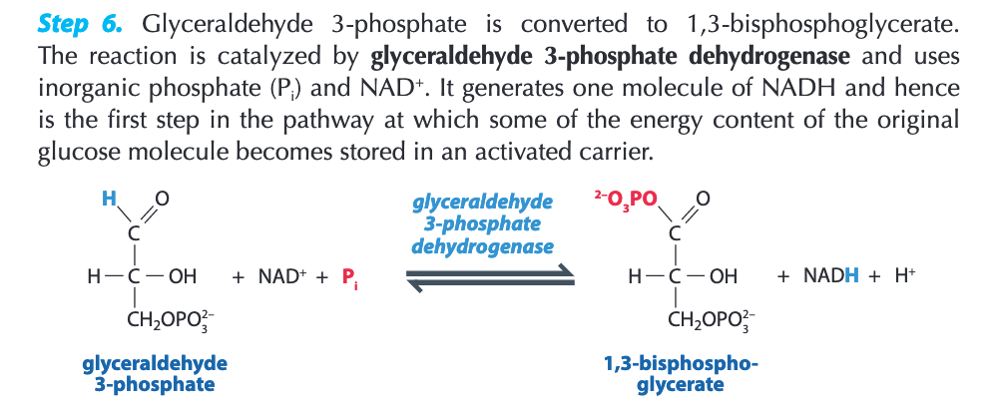 Step 6. Glyceraldehyde 3-phosphate is converted to 1,3-bisphosphoglycerate.
The reaction is catalyzed by glyceraldehyde 3-phosphate dehydrogenase and uses
inorganic phosphate (Pᵢ) and NAD⁺. It generates one molecule of NADH and hence
is the first step in the pathway at which some of the energy content of the original
glucose molecule becomes stored in an activated carrier.
H O
C
H—C—OH + NAD⁺ + Pᵢ
CH₂OPO₃²⁻
glyceraldehyde
3-phosphate
glyceraldehyde
3-phosphate
dehydrogenase
²⁻O₃PO O
C
H—C—OH + NADH + H⁺
CH₂OPO₃²⁻
1,3-bisphospho-
glycerate